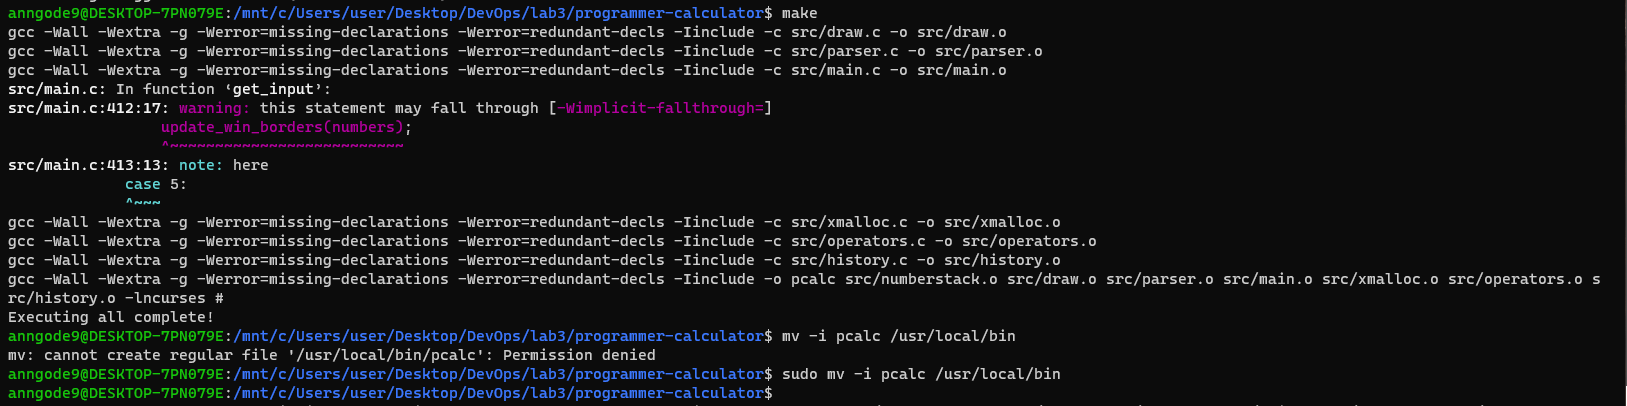 anngode9@DESKTOP-7PN079E:/mnt/c/Users/user/Desktop/DevOps/lab3/programmer-calculator$ make
gcc -Wall -Wextra -g -Werror=missing-declarations -Werror=redundant-decls -Iinclude -c src/draw.c -o src/draw.o
gcc -Wall -Wextra -g -Werror=missing-declarations -Werror=redundant-decls -Iinclude -c src/parser.c -o src/parser.o
gcc -Wall -Wextra -g -Werror=missing-declarations -Werror=redundant-decls -Iinclude -c src/main.c -o src/main.o
src/main.c: In function ‘get_input’:
src/main.c:412:17: warning: this statement may fall through [-Wimplicit-fallthrough=]
                 update_win_borders(numbers);
                 ^~~~~~~~~~~~~~~~~~~~~~~~~~~
src/main.c:413:13: note: here
             case 5:
             ^~~~
gcc -Wall -Wextra -g -Werror=missing-declarations -Werror=redundant-decls -Iinclude -c src/xmalloc.c -o src/xmalloc.o
gcc -Wall -Wextra -g -Werror=missing-declarations -Werror=redundant-decls -Iinclude -c src/operators.c -o src/operators.o
gcc -Wall -Wextra -g -Werror=missing-declarations -Werror=redundant-decls -Iinclude -c src/history.c -o src/history.o
gcc -Wall -Wextra -g -Werror=missing-declarations -Werror=redundant-decls -Iinclude -o pcalc src/numberstack.o src/draw.o src/parser.o src/main.o src/xmalloc.o src/operators.o s
rc/history.o -lncurses #
Executing all complete!
anngode9@DESKTOP-7PN079E:/mnt/c/Users/user/Desktop/DevOps/lab3/programmer-calculator$ mv -i pcalc /usr/local/bin
mv: cannot create regular file '/usr/local/bin/pcalc': Permission denied
anngode9@DESKTOP-7PN079E:/mnt/c/Users/user/Desktop/DevOps/lab3/programmer-calculator$ sudo mv -i pcalc /usr/local/bin
anngode9@DESKTOP-7PN079E:/mnt/c/Users/user/Desktop/DevOps/lab3/programmer-calculator$